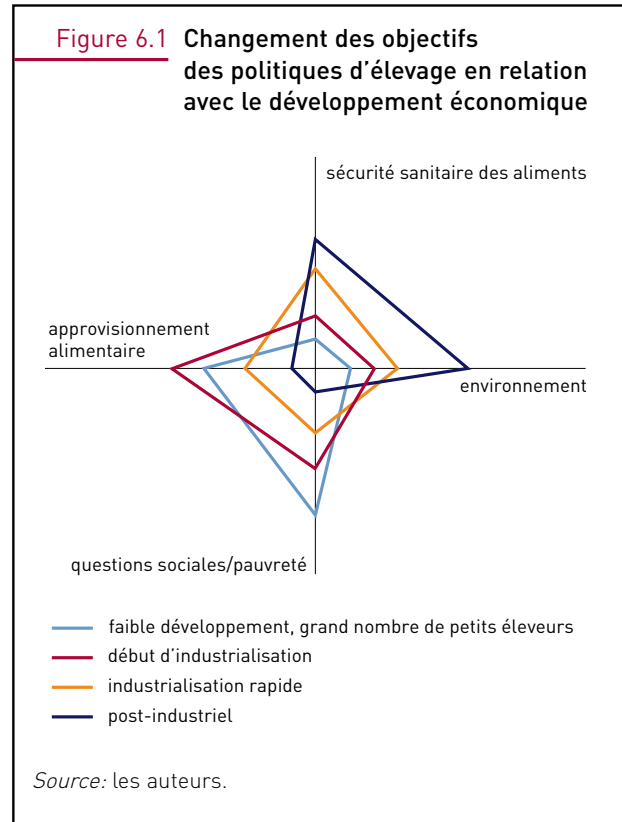 Figure 6.1 Changement des objectifs
des politiques d'élevage en relation
avec le développement économique
sécurité sanitaire des aliments
approvisionnement
alimentaire
environnement
questions sociales/pauvreté
faible développement, grand nombre de petits éleveurs
début d'industrialisation
industrialisation rapide
post-industriel
Source: les auteurs.